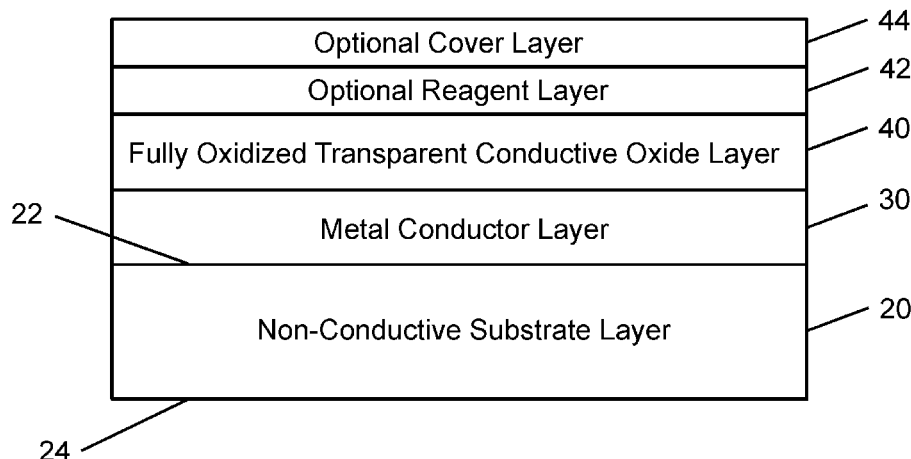 Optional Cover Layer
44
Optional Reagent Layer
42
Fully Oxidized Transparent Conductive Oxide Layer
40
22
Metal Conductor Layer
30
Non-Conductive Substrate Layer
20
24